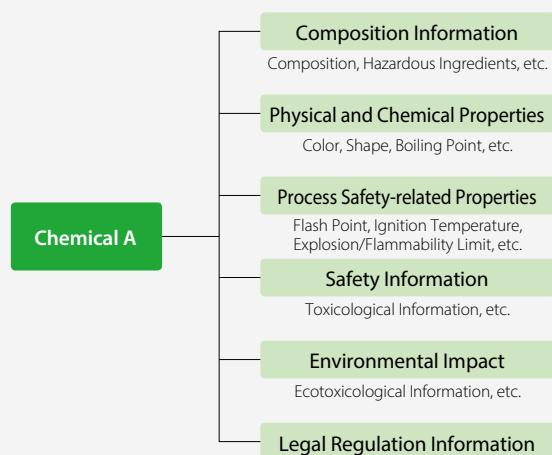 Composition Information
Composition, Hazardous Ingredients, etc.
Physical and Chemical Properties
Color, Shape, Boiling Point, etc.
Process Safety-related Properties
Flash Point, Ignition Temperature,
Explosion/Flammability Limit, etc.
Chemical A
Safety Information
Toxicological Information, etc.
Environmental Impact
Ecotoxicological Information, etc.
Legal Regulation Information